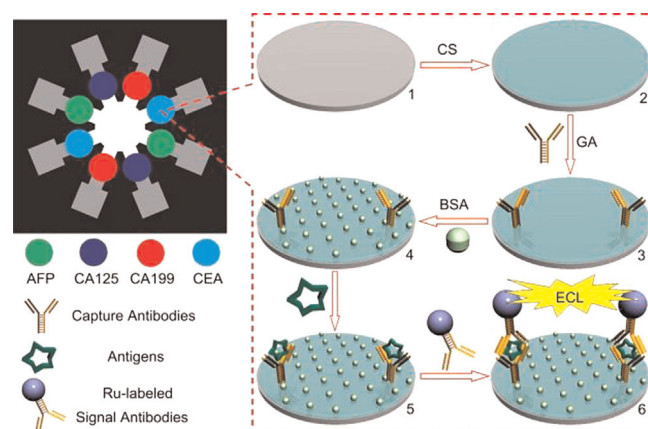 CS
1
2
GA
BSA
4
3
AFP
CA125
CA199
CEA
Capture Antibodies
Antigens
Ru-labeled
Signal Antibodies
ECL
5
6